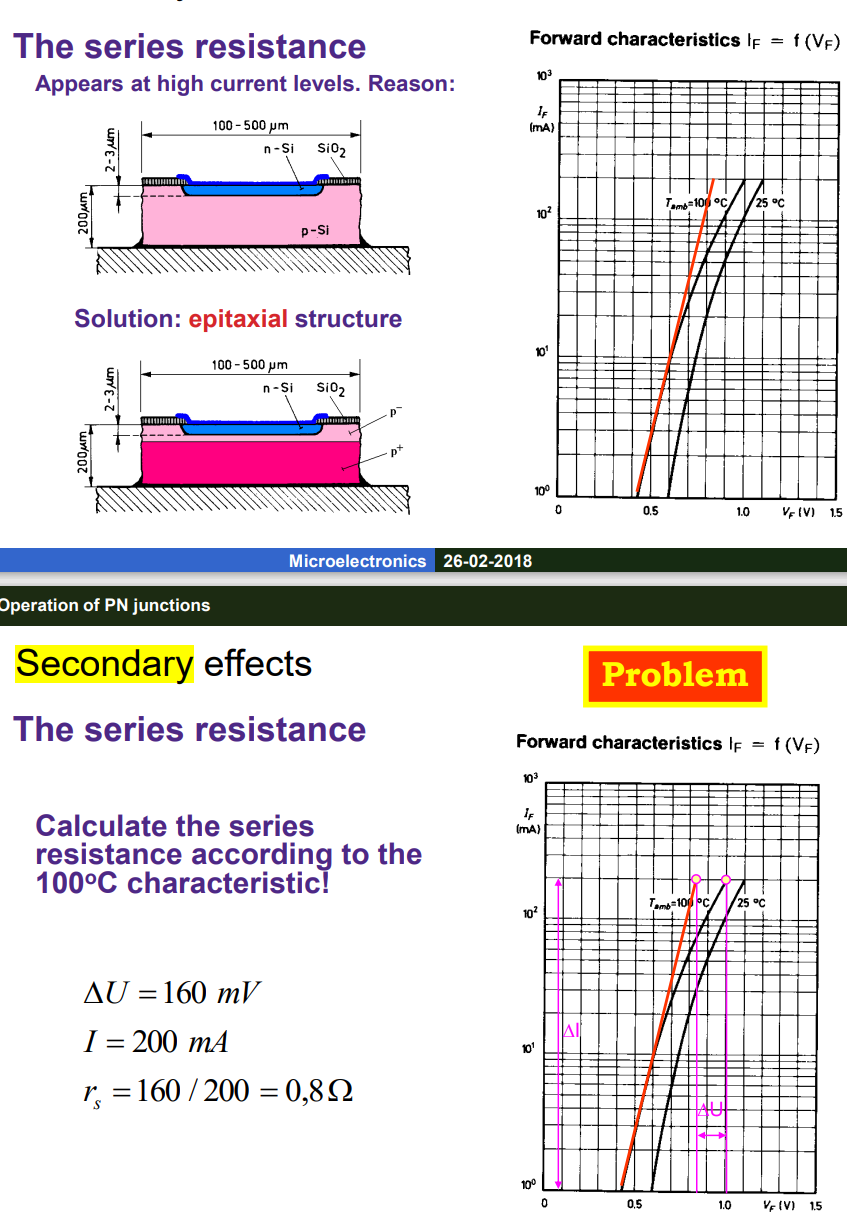 The series resistance
Appears at high current levels. Reason:
100 - 500 μm
n - Si
SiO2
2 - 3 μm
200 μm
p - Si
Solution: epitaxial structure
100 - 500 μm
n - Si
SiO2
2 - 3 μm
p-
200 μm
p+
Forward characteristics IF = f (VF)
10³
IF
(mA)
Tamb=100 °C
25 °C
10²
10¹
10⁰
0
0.5
1.0
VF (V)
1.5
Microelectronics
26-02-2018
Operation of PN junctions
Secondary effects
Problem
The series resistance
Calculate the series
resistance according to the
100°C characteristic!
ΔU = 160 mV
I = 200 mA
rs = 160 / 200 = 0,8 Ω
Forward characteristics IF = f (VF)
10³
IF
(mA)
Tamb=100 °C
25 °C
10²
ΔI
10¹
ΔU
10⁰
0
0.5
1.0
VF (V)
1.5